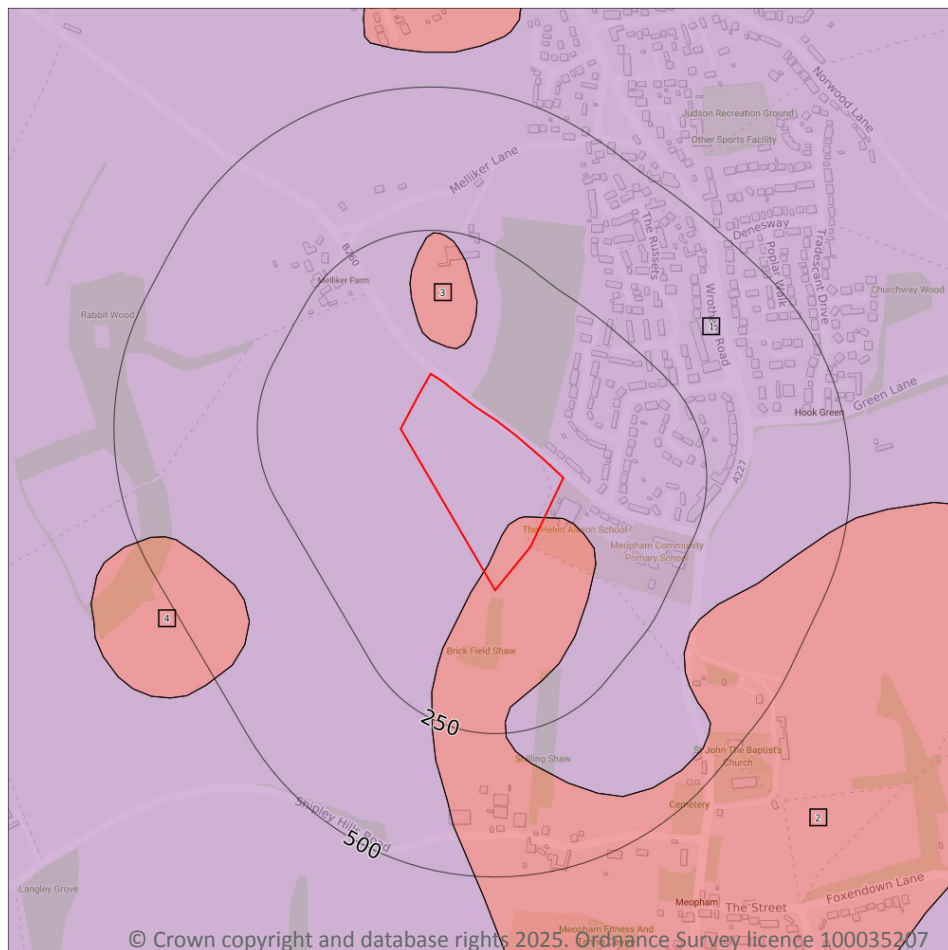 Norwood Lane
Judson Recreation Ground
Other Sports Facility
Melliker Lane
The Russets
Denesway
Tradescant Drive
B260
Poplar Walk
Melliker Farm
3
Churchway Wood
Wroth
Road
Rabbit Wood
1
Green Lane
Hook Green
A227
The Helen Allison School
Meopham Community
Primary School
4
Brick Field Shaw
250
St John The Baptist's
Church
Shilling Shaw
Cemetery
2
Shipley Hills Road
500
Langley Grove
Foxendown Lane
Meopham
The Street
Meopham Fitness And
© Crown copyright and database rights 2025. Ordnance Survey licence 100035207